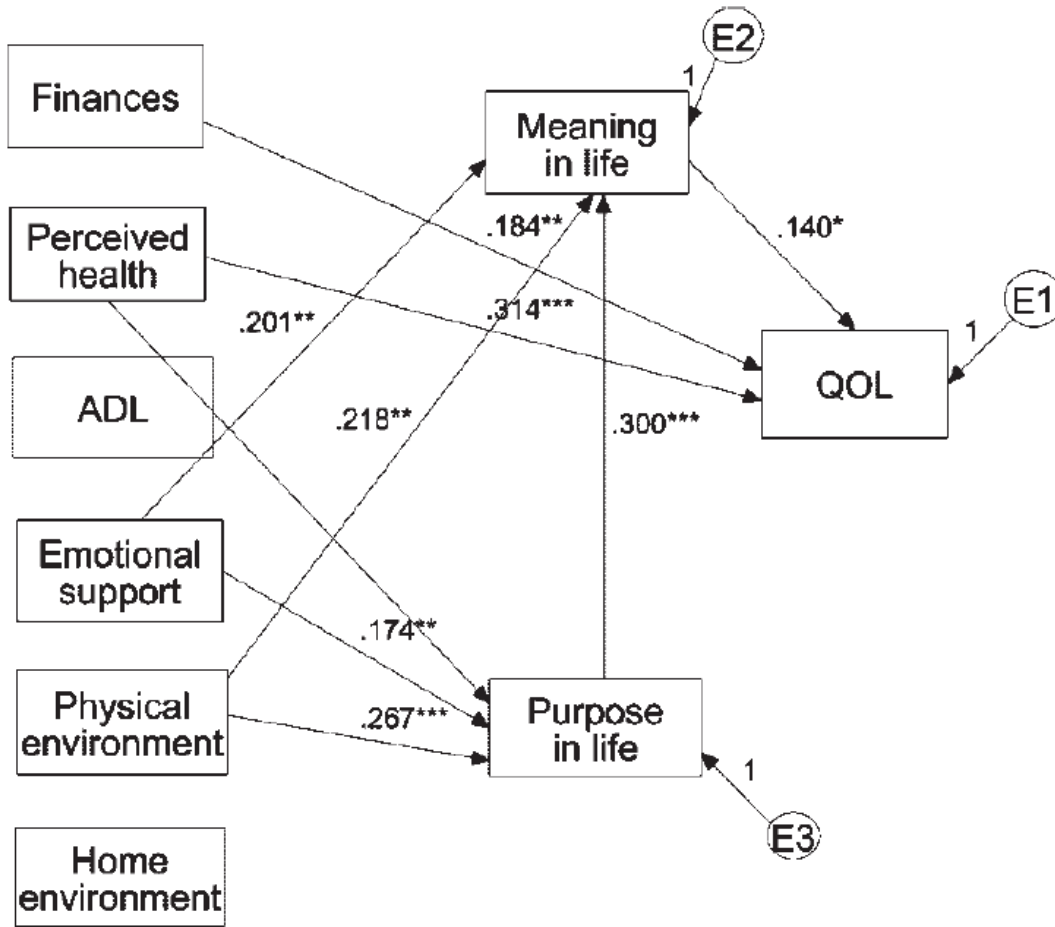 E2
1
Finances
Meaning
in life
.184**
.140*
Perceived
health
.201**
.314***
E1
1
QOL
ADL
.218**
.300***
Emotional
support
.174**
Physical
environment
.267***
Purpose
in life
1
E3
Home
environment